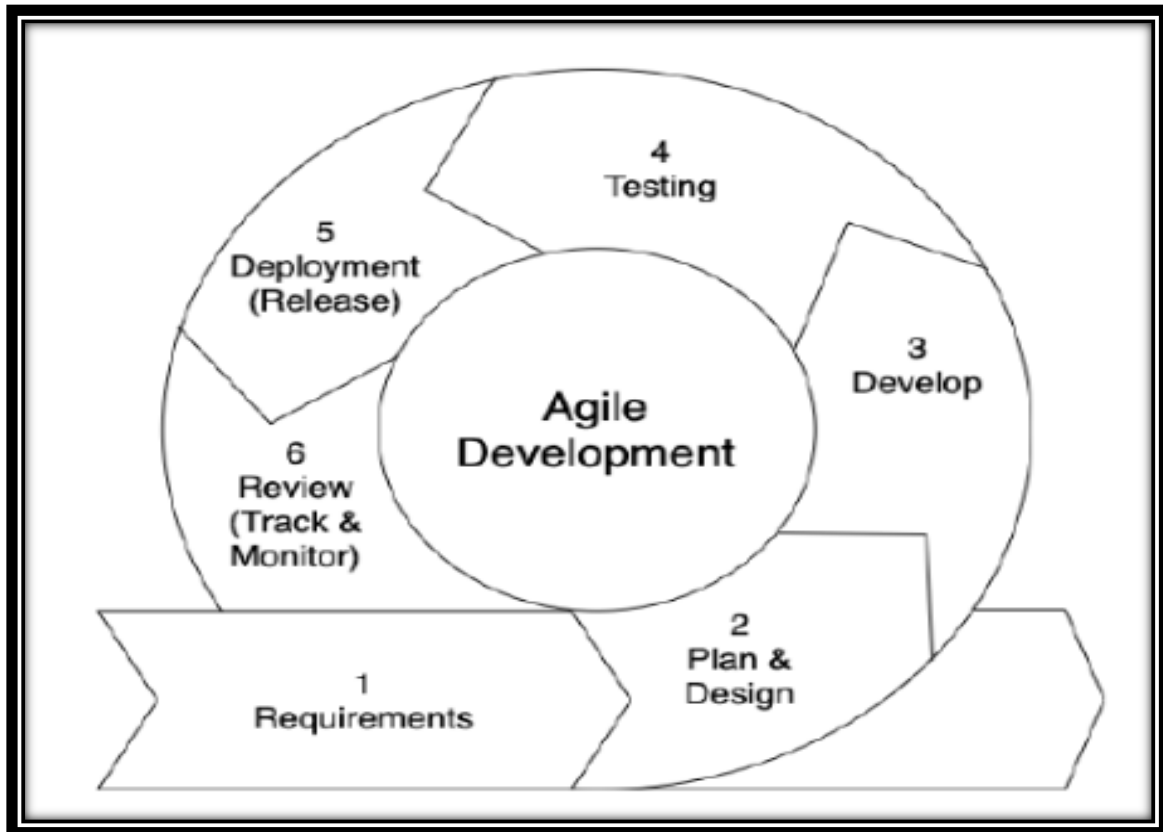 4
Testing
5
Deployment
(Release)
3
Develop
Agile
Development
6
Review
(Track &
Monitor)
2
Plan &
Design
1
Requirements